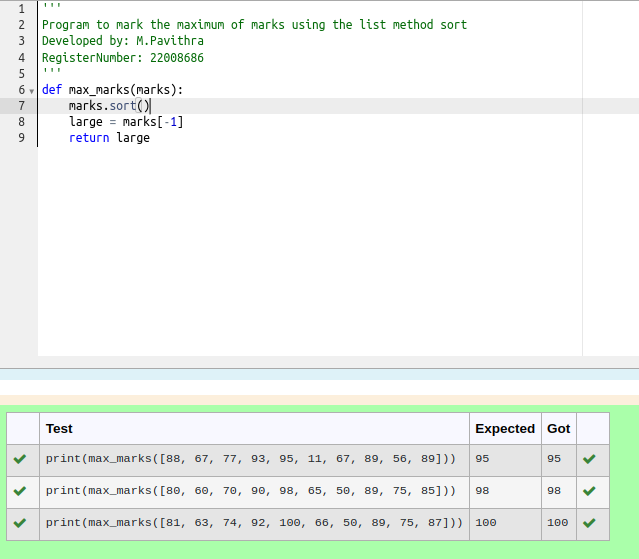 1 '''
2 Program to mark the maximum of marks using the list method sort
3 Developed by: M.Pavithra
4 RegisterNumber: 22008686
5 '''
6 def max_marks(marks):
7     marks.sort()
8     large = marks[-1]
9     return large
Test Expected Got
print(max_marks([88, 67, 77, 93, 95, 11, 67, 89, 56, 89])) 95 95
print(max_marks([80, 60, 70, 90, 98, 65, 50, 89, 75, 85])) 98 98
print(max_marks([81, 63, 74, 92, 100, 66, 50, 89, 75, 87])) 100 100